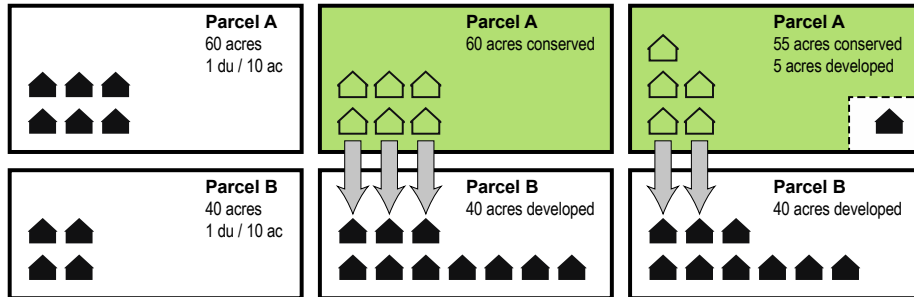 Parcel A
60 acres
1 du / 10 ac
Parcel A
60 acres conserved
Parcel A
55 acres conserved
5 acres developed
Parcel B
40 acres
1 du / 10 ac
Parcel B
40 acres developed
Parcel B
40 acres developed